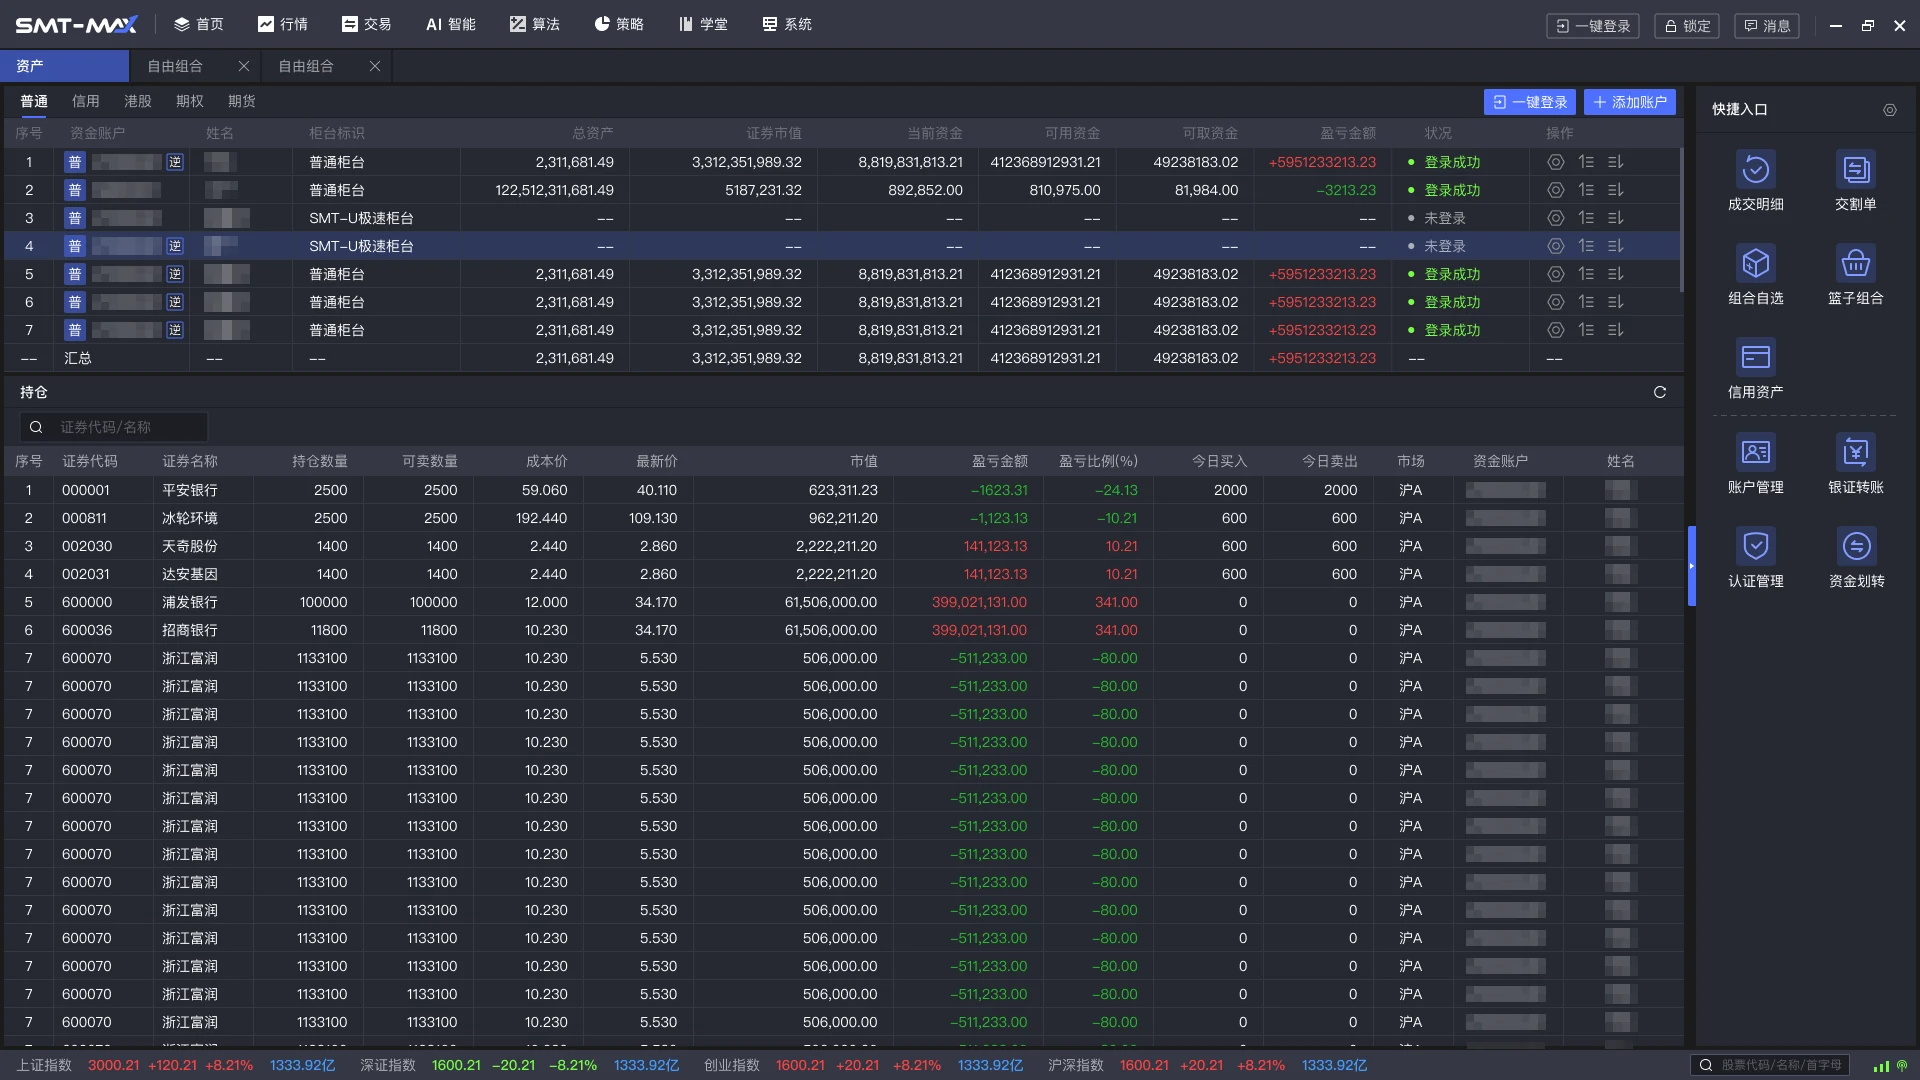 SMT-MAX 首页 行情 交易 AI 智能 算法 策略 学堂 系统 一键登录 锁定 消息
资产 自由组合 自由组合
普通 信用 港股 期权 期货 一键登录 添加账户
序号 资金账户 姓名 柜台标识 总资产 证券市值 当前资金 可用资金 可取资金 盈亏金额 状况 操作
1 普 逆 普通柜台 2,311,681.49 3,312,351,989.32 8,819,831,813.21 412368912931.21 49238183.02 +5951233213.23 登录成功
2 普 普通柜台 122,512,311,681.49 5187,231.32 892,852.00 810,975.00 81,984.00 −3213.23 登录成功
3 普 SMT−U极速柜台 −− −− −− −− −− −− 未登录
4 普 逆 SMT−U极速柜台 −− −− −− −− −− −− 未登录
5 普 逆 普通柜台 2,311,681.49 3,312,351,989.32 8,819,831,813.21 412368912931.21 49238183.02 +5951233213.23 登录成功
6 普 逆 普通柜台 2,311,681.49 3,312,351,989.32 8,819,831,813.21 412368912931.21 49238183.02 +5951233213.23 登录成功
7 普 逆 普通柜台 2,311,681.49 3,312,351,989.32 8,819,831,813.21 412368912931.21 49238183.02 +5951233213.23 登录成功
−− 汇总 −− −− 2,311,681.49 3,312,351,989.32 8,819,831,813.21 412368912931.21 49238183.02 +5951233213.23 −− −−
持仓
证券代码/名称
序号 证券代码 证券名称 持仓数量 可卖数量 成本价 最新价 市值 盈亏金额 盈亏比例(%) 今日买入 今日卖出 市场 资金账户 姓名
1 000001 平安银行 2500 2500 59.060 40.110 623,311.23 −1623.31 −24.13 2000 2000 沪A
2 000811 冰轮环境 2500 2500 192.440 109.130 962,211.20 −1,123.13 −10.21 600 600 沪A
3 002030 天奇股份 1400 1400 2.440 2.860 2,222,211.20 141,123.13 10.21 600 600 沪A
4 002031 达安基因 1400 1400 2.440 2.860 2,222,211.20 141,123.13 10.21 600 600 沪A
5 600000 浦发银行 100000 100000 12.000 34.170 61,506,000.00 399,021,131.00 341.00 0 0 沪A
6 600036 招商银行 11800 11800 10.230 34.170 61,506,000.00 399,021,131.00 341.00 0 0 沪A
7 600070 浙江富润 1133100 1133100 10.230 5.530 506,000.00 −511,233.00 −80.00 0 0 沪A
7 600070 浙江富润 1133100 1133100 10.230 5.530 506,000.00 −511,233.00 −80.00 0 0 沪A
7 600070 浙江富润 1133100 1133100 10.230 5.530 506,000.00 −511,233.00 −80.00 0 0 沪A
7 600070 浙江富润 1133100 1133100 10.230 5.530 506,000.00 −511,233.00 −80.00 0 0 沪A
7 600070 浙江富润 1133100 1133100 10.230 5.530 506,000.00 −511,233.00 −80.00 0 0 沪A
7 600070 浙江富润 1133100 1133100 10.230 5.530 506,000.00 −511,233.00 −80.00 0 0 沪A
7 600070 浙江富润 1133100 1133100 10.230 5.530 506,000.00 −511,233.00 −80.00 0 0 沪A
7 600070 浙江富润 1133100 1133100 10.230 5.530 506,000.00 −511,233.00 −80.00 0 0 沪A
7 600070 浙江富润 1133100 1133100 10.230 5.530 506,000.00 −511,233.00 −80.00 0 0 沪A
7 600070 浙江富润 1133100 1133100 10.230 5.530 506,000.00 −511,233.00 −80.00 0 0 沪A
7 600070 浙江富润 1133100 1133100 10.230 5.530 506,000.00 −511,233.00 −80.00 0 0 沪A
7 600070 浙江富润 1133100 1133100 10.230 5.530 506,000.00 −511,233.00 −80.00 0 0 沪A
7 600070 浙江富润 1133100 1133100 10.230 5.530 506,000.00 −511,233.00 −80.00 0 0 沪A
7 600070 浙江富润 1133100 1133100 10.230 5.530 506,000.00 −511,233.00 −80.00 0 0 沪A
快捷入口
成交明细 交割单
组合自选 篮子组合
信用资产
账户管理 银证转账
认证管理 资金划转
上证指数 3000.21 +120.21 +8.21% 1333.92亿 深证指数 1600.21 −20.21 −8.21% 1333.92亿 创业指数 1600.21 +20.21 +8.21% 1333.92亿 沪深指数 1600.21 +20.21 +8.21% 1333.92亿 股票代码/名称/首字母